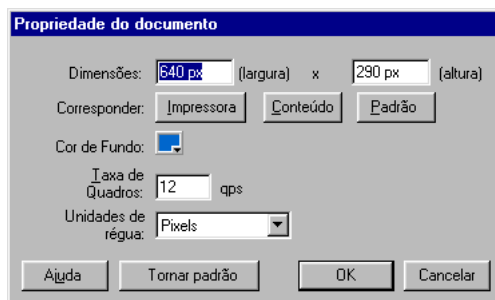 Propriedade do documento
Dimensões: 640 px (largura) x 290 px (altura)
Corresponder: Impressora Conteúdo Padrão
Cor de Fundo:
Taxa de
Quadros: 12 qps
Unidades de
régua: Pixels
Ajuda Tornar padrão OK Cancelar